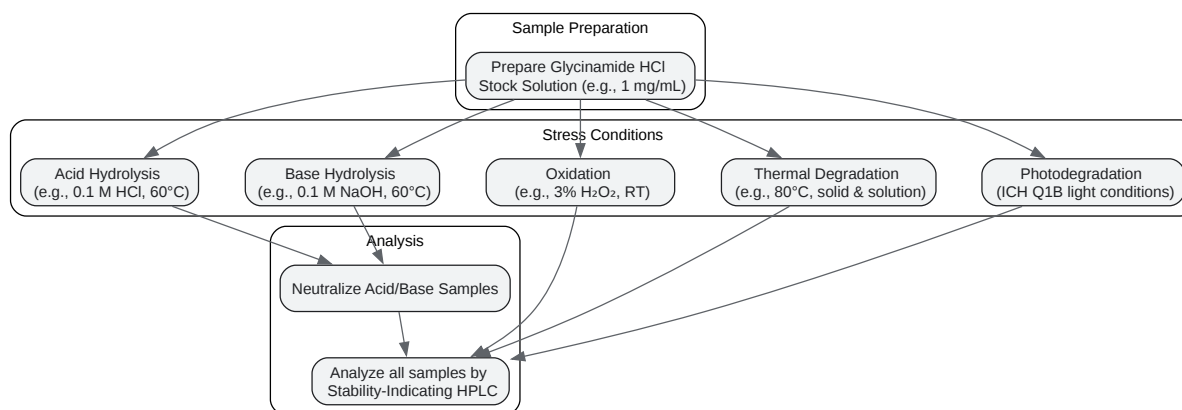 Sample Preparation
Prepare Glycinamide HCl
Stock Solution (e.g., 1 mg/mL)
Stress Conditions
Acid Hydrolysis
(e.g., 0.1 M HCl, 60°C)
Base Hydrolysis
(e.g., 0.1 M NaOH, 60°C)
Oxidation
(e.g., 3% H₂O₂, RT)
Thermal Degradation
(e.g., 80°C, solid & solution)
Photodegradation
(ICH Q1B light conditions)
Analysis
Neutralize Acid/Base Samples
Analyze all samples by
Stability-Indicating HPLC